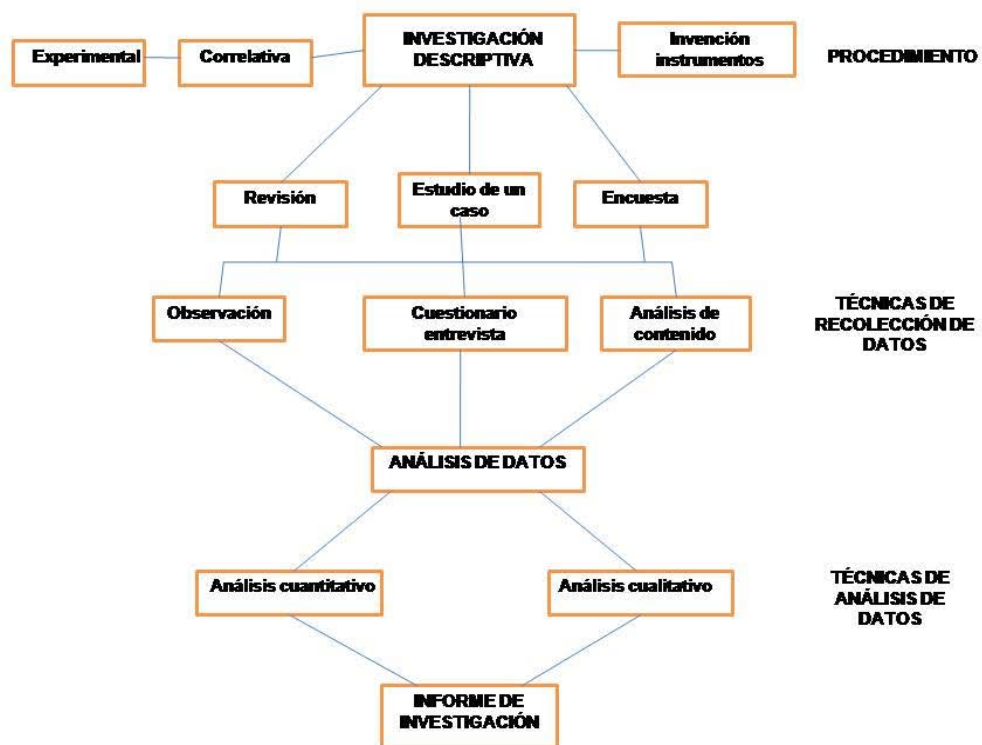 Experimental
Correlativa
INVESTIGACIÓN
DESCRIPTIVA
Invención
instrumentos
PROCEDIMIENTO
Revisión
Estudio de un
caso
Encuesta
Observación
Cuestionario
entrevista
Análisis de
contenido
TÉCNICAS DE
RECOLECCIÓN DE
DATOS
ANÁLISIS DE DATOS
Análisis cuantitativo
Análisis cualitativo
TÉCNICAS DE
ANÁLISIS DE
DATOS
INFORME DE
INVESTIGACIÓN